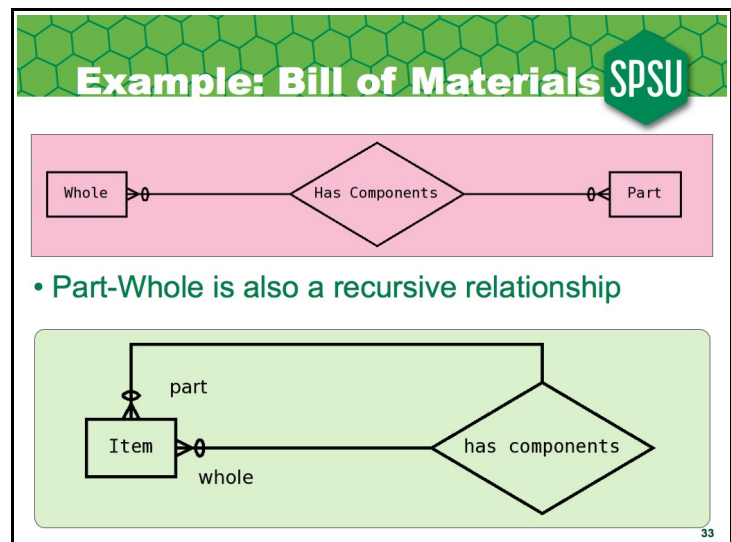 Example: Bill of Materials
SPSU
Whole Has Components Part
• Part-Whole is also a recursive relationship
part
Item has components
whole
33